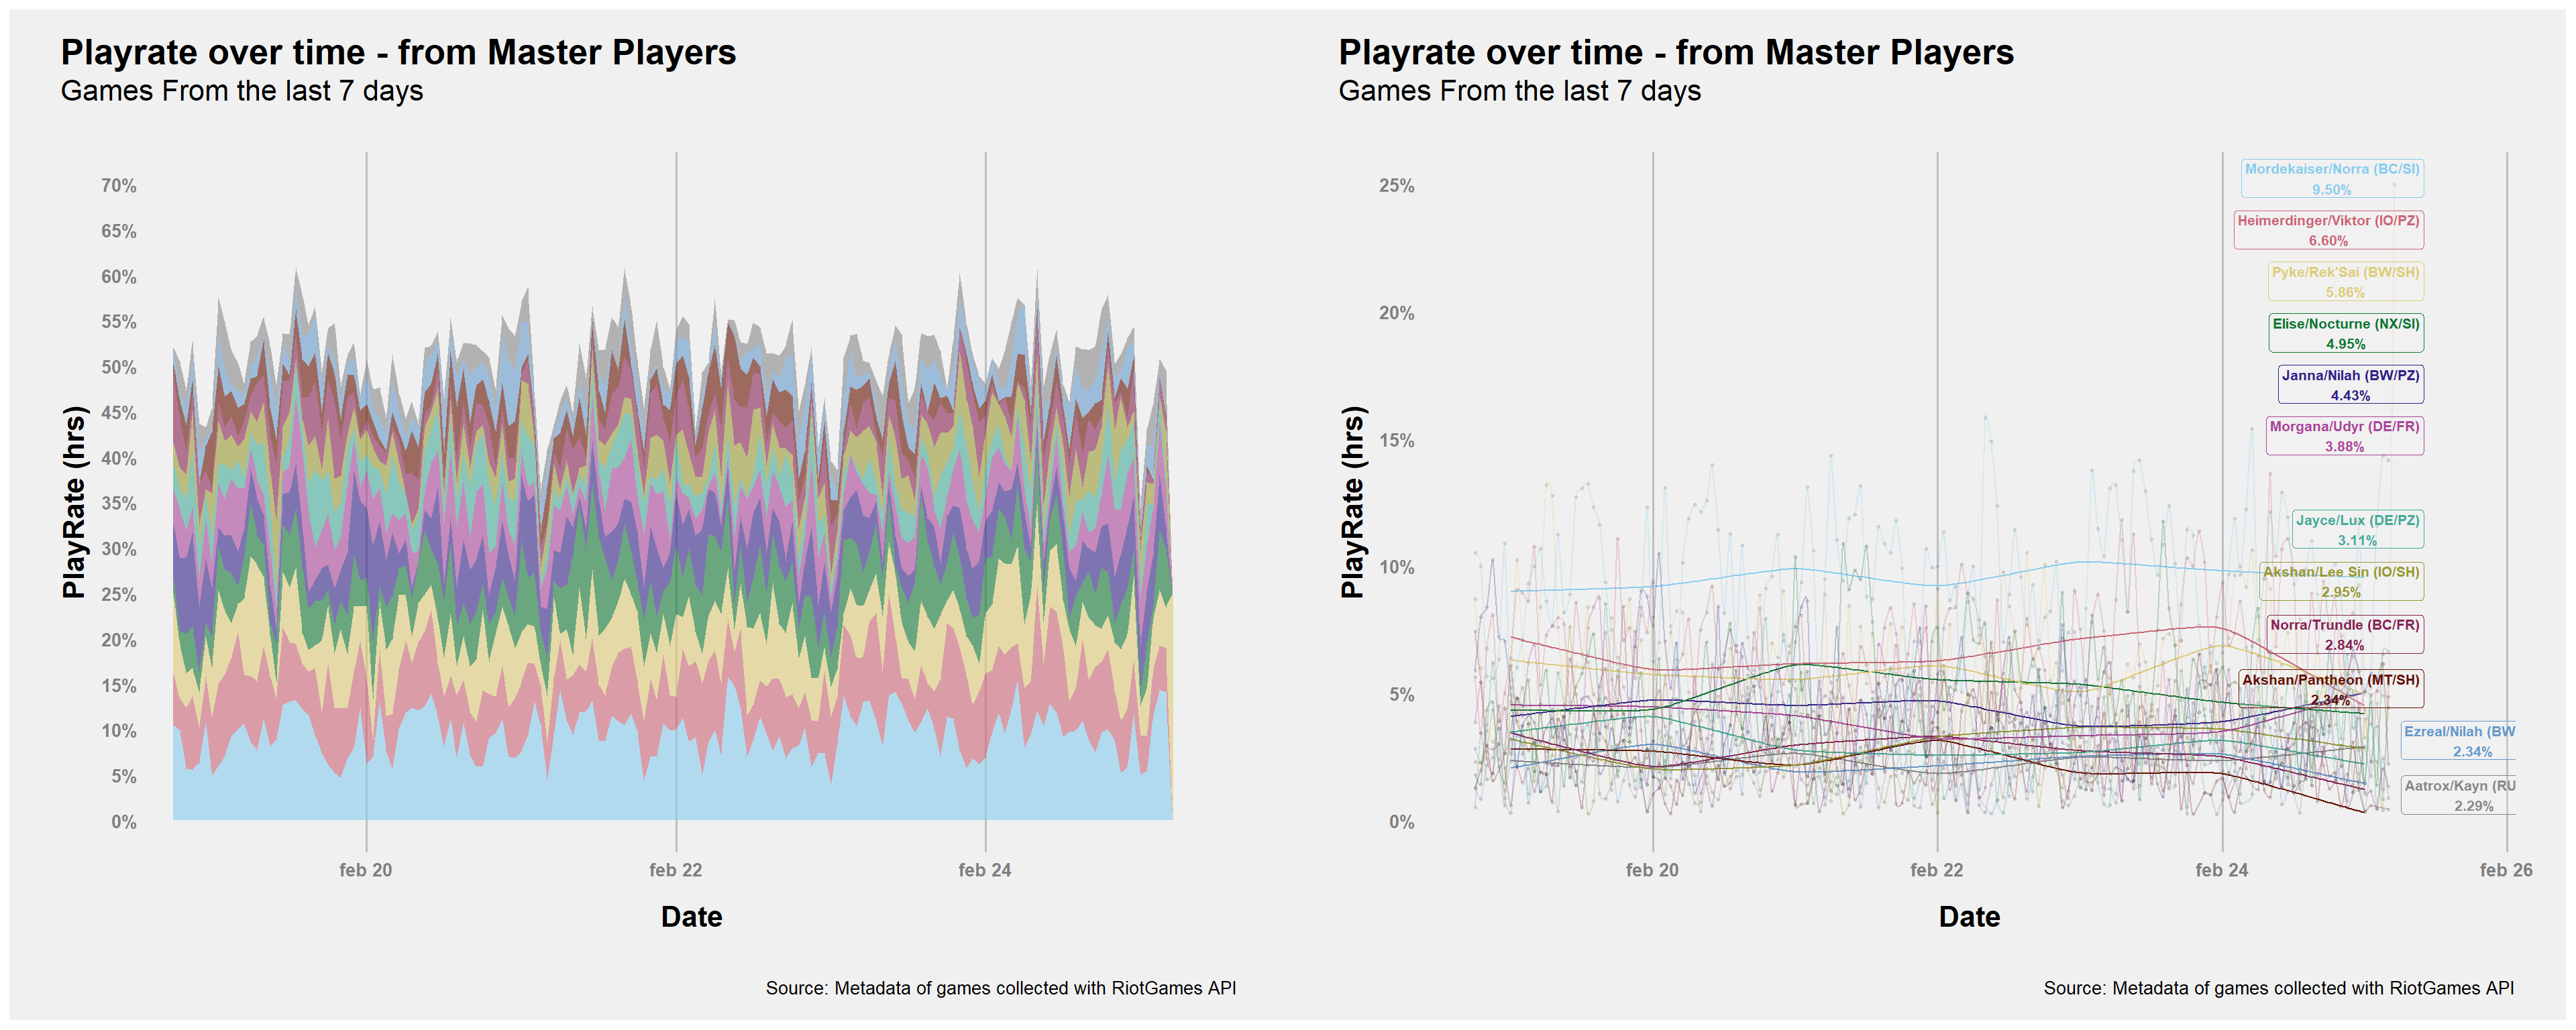 Playrate over time - from Master Players
Games From the last 7 days
PlayRate (hrs)
70%
65%
60%
55%
50%
45%
40%
35%
30%
25%
20%
15%
10%
5%
0%
feb 20
feb 22
feb 24
Date
Source: Metadata of games collected with RiotGames API
Playrate over time - from Master Players
Games From the last 7 days
PlayRate (hrs)
25%
20%
15%
10%
5%
0%
Mordekaiser/Norra (BC/SI)
9.50%
Heimerdinger/Viktor (IO/PZ)
6.60%
Pyke/Rek'Sai (BW/SH)
5.86%
Elise/Nocturne (NX/SI)
4.95%
Janna/Nilah (BW/PZ)
4.43%
Morgana/Udyr (DE/FR)
3.88%
Jayce/Lux (DE/PZ)
3.11%
Akshan/Lee Sin (IO/SH)
2.95%
Norra/Trundle (BC/FR)
2.84%
Akshan/Pantheon (MT/SH)
2.34%
Ezreal/Nilah (BW
2.34%
Aatrox/Kayn (RU
2.29%
feb 20
feb 22
feb 24
feb 26
Date
Source: Metadata of games collected with RiotGames API